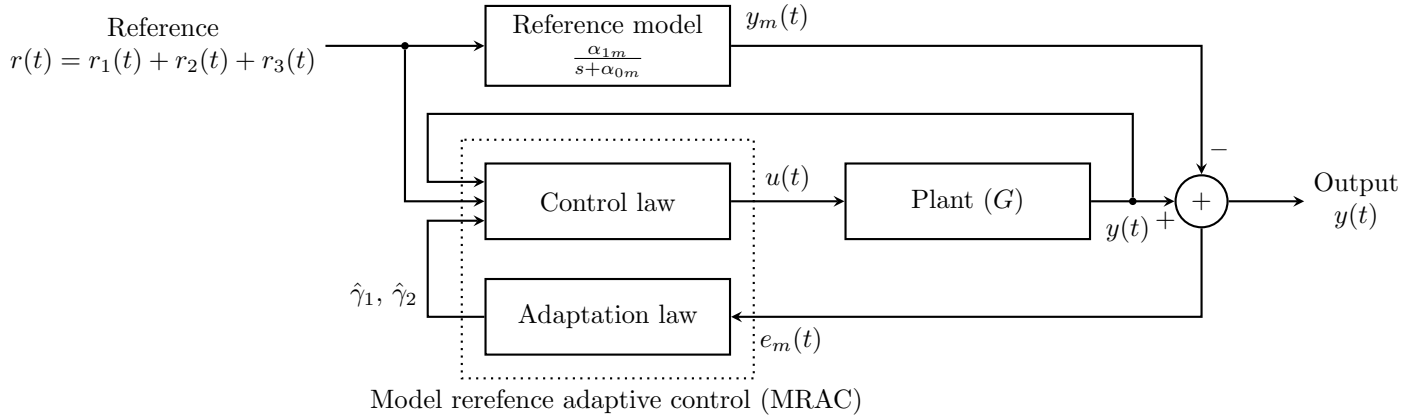 Reference
r(t) = r₁(t) + r₂(t) + r₃(t)
Reference model
α₁ₘ / s+α₀ₘ
yₘ(t)
−
Control law
u(t)
Plant (G)
y(t)
+
+
Output
y(t)
γ̂₁, γ̂₂
Adaptation law
eₘ(t)
Model rerefence adaptive control (MRAC)